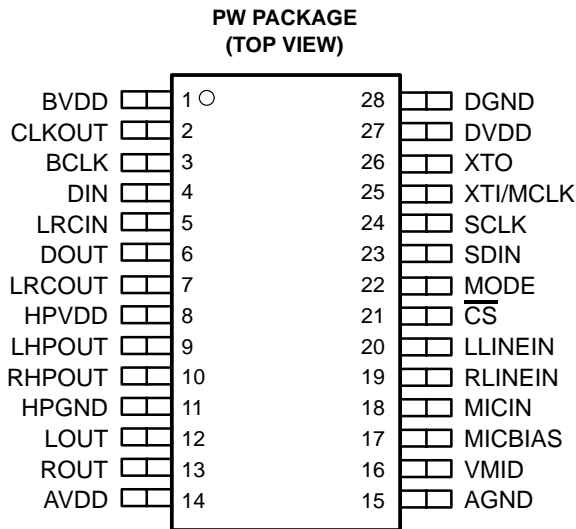 PW PACKAGE
(TOP VIEW)
BVDD 1 28 DGND
CLKOUT 2 27 DVDD
BCLK 3 26 XTO
DIN 4 25 XTI/MCLK
LRCIN 5 24 SCLK
DOUT 6 23 SDIN
LRCOUT 7 22 MODE
HPVDD 8 21 C̅S̅
LHPOUT 9 20 LLINEIN
RHPOUT 10 19 RLINEIN
HPGND 11 18 MICIN
LOUT 12 17 MICBIAS
ROUT 13 16 VMID
AVDD 14 15 AGND